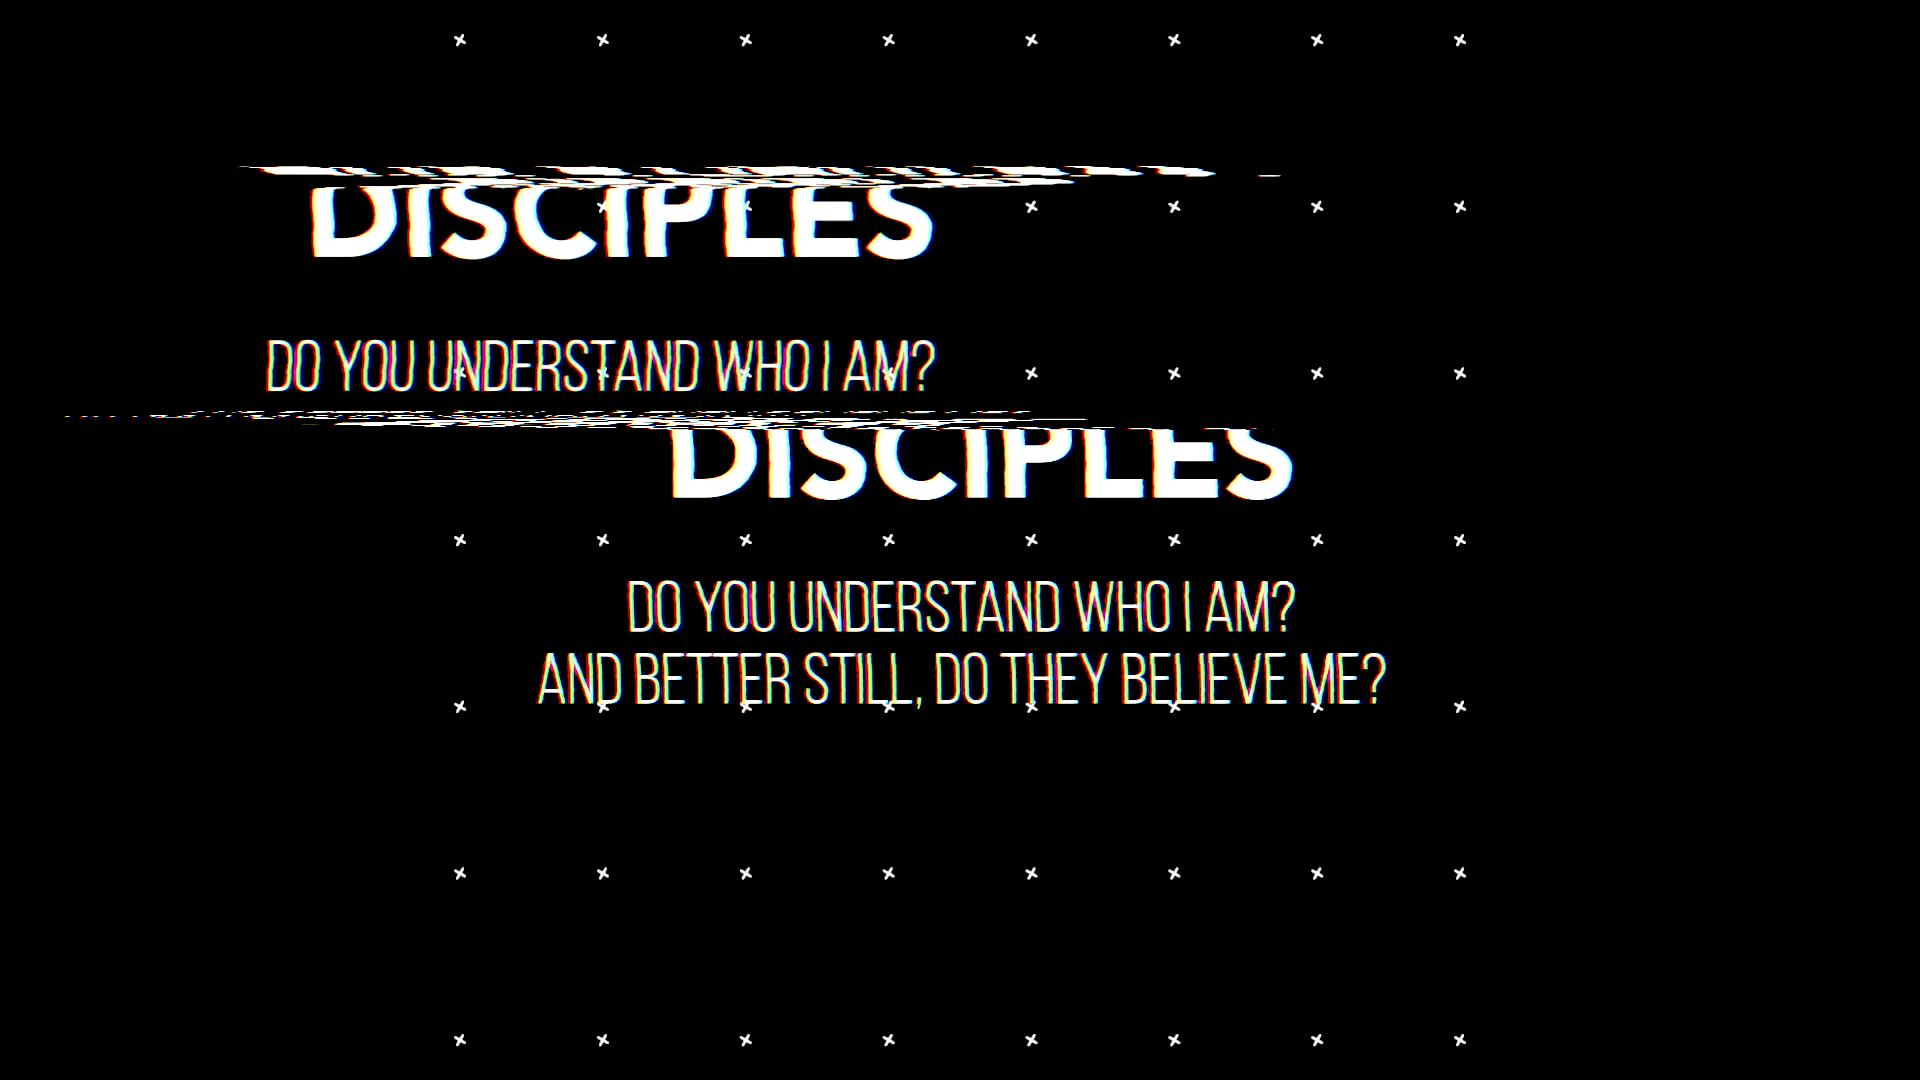 DISCIPLES
DO YOU UNDERSTAND WHO I AM?
DISCIPLES
DO YOU UNDERSTAND WHO I AM?
AND BETTER STILL, DO THEY BELIEVE ME?